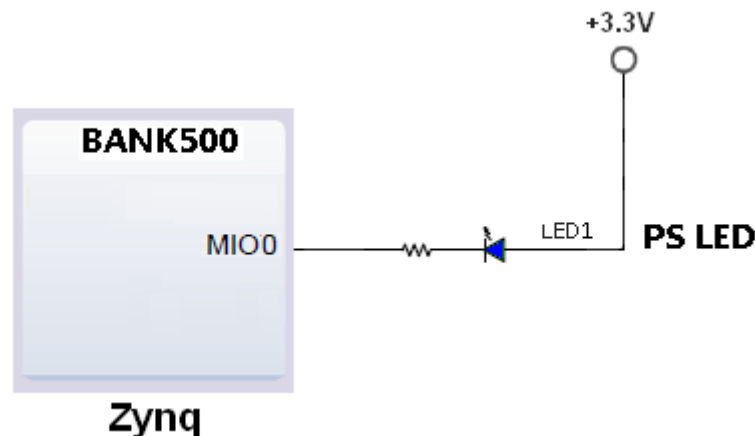 +3.3V
BANK500
MIO0
LED1
PS LED
Zynq